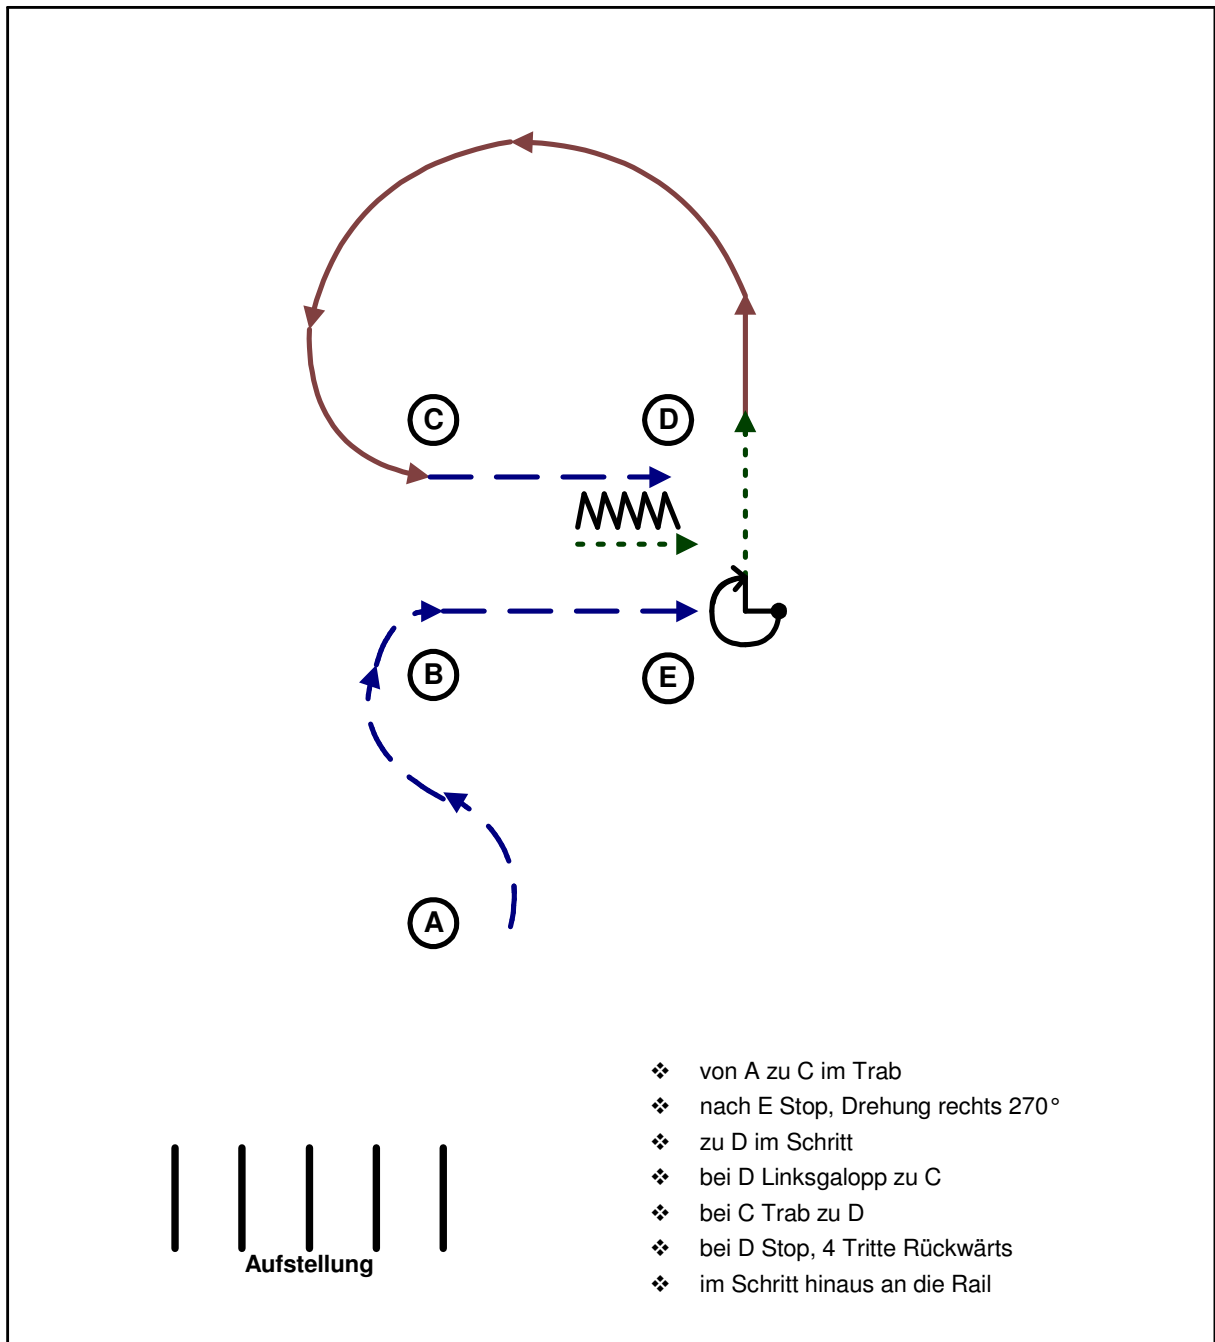 C
D
B
E
A
❖ von A zu C im Trab
❖ nach E Stop, Drehung rechts 270°
❖ zu D im Schritt
❖ bei D Linksgalopp zu C
❖ bei C Trab zu D
❖ bei D Stop, 4 Tritte Rückwärts
❖ im Schritt hinaus an die Rail
Aufstellung